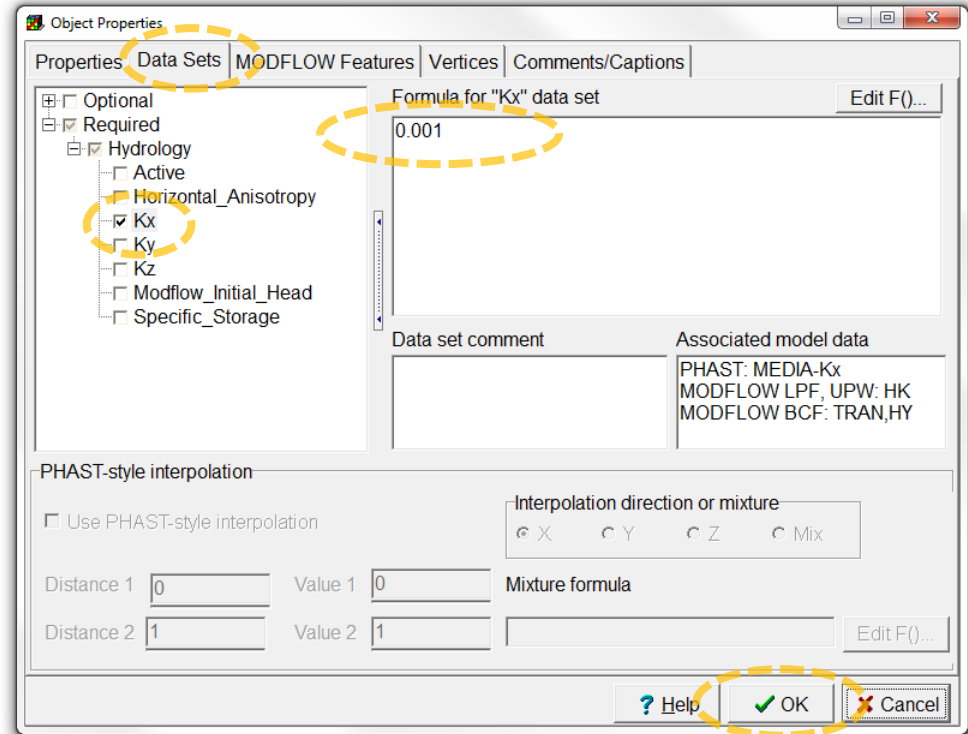 Object Properties
Properties Data Sets MODFLOW Features Vertices Comments/Captions
Optional
Required
Hydrology
Active
Horizontal_Anisotropy
Kx
Ky
Kz
Modflow_Initial_Head
Specific_Storage
Formula for "Kx" data set Edit F()...
0.001
Data set comment
Associated model data
PHAST: MEDIA-Kx
MODFLOW LPF, UPW: HK
MODFLOW BCF: TRAN,HY
PHAST-style interpolation
Use PHAST-style interpolation
Interpolation direction or mixture
X Y Z Mix
Distance 1 0 Value 1 0 Mixture formula
Distance 2 1 Value 2 1 Edit F()...
? Help OK Cancel